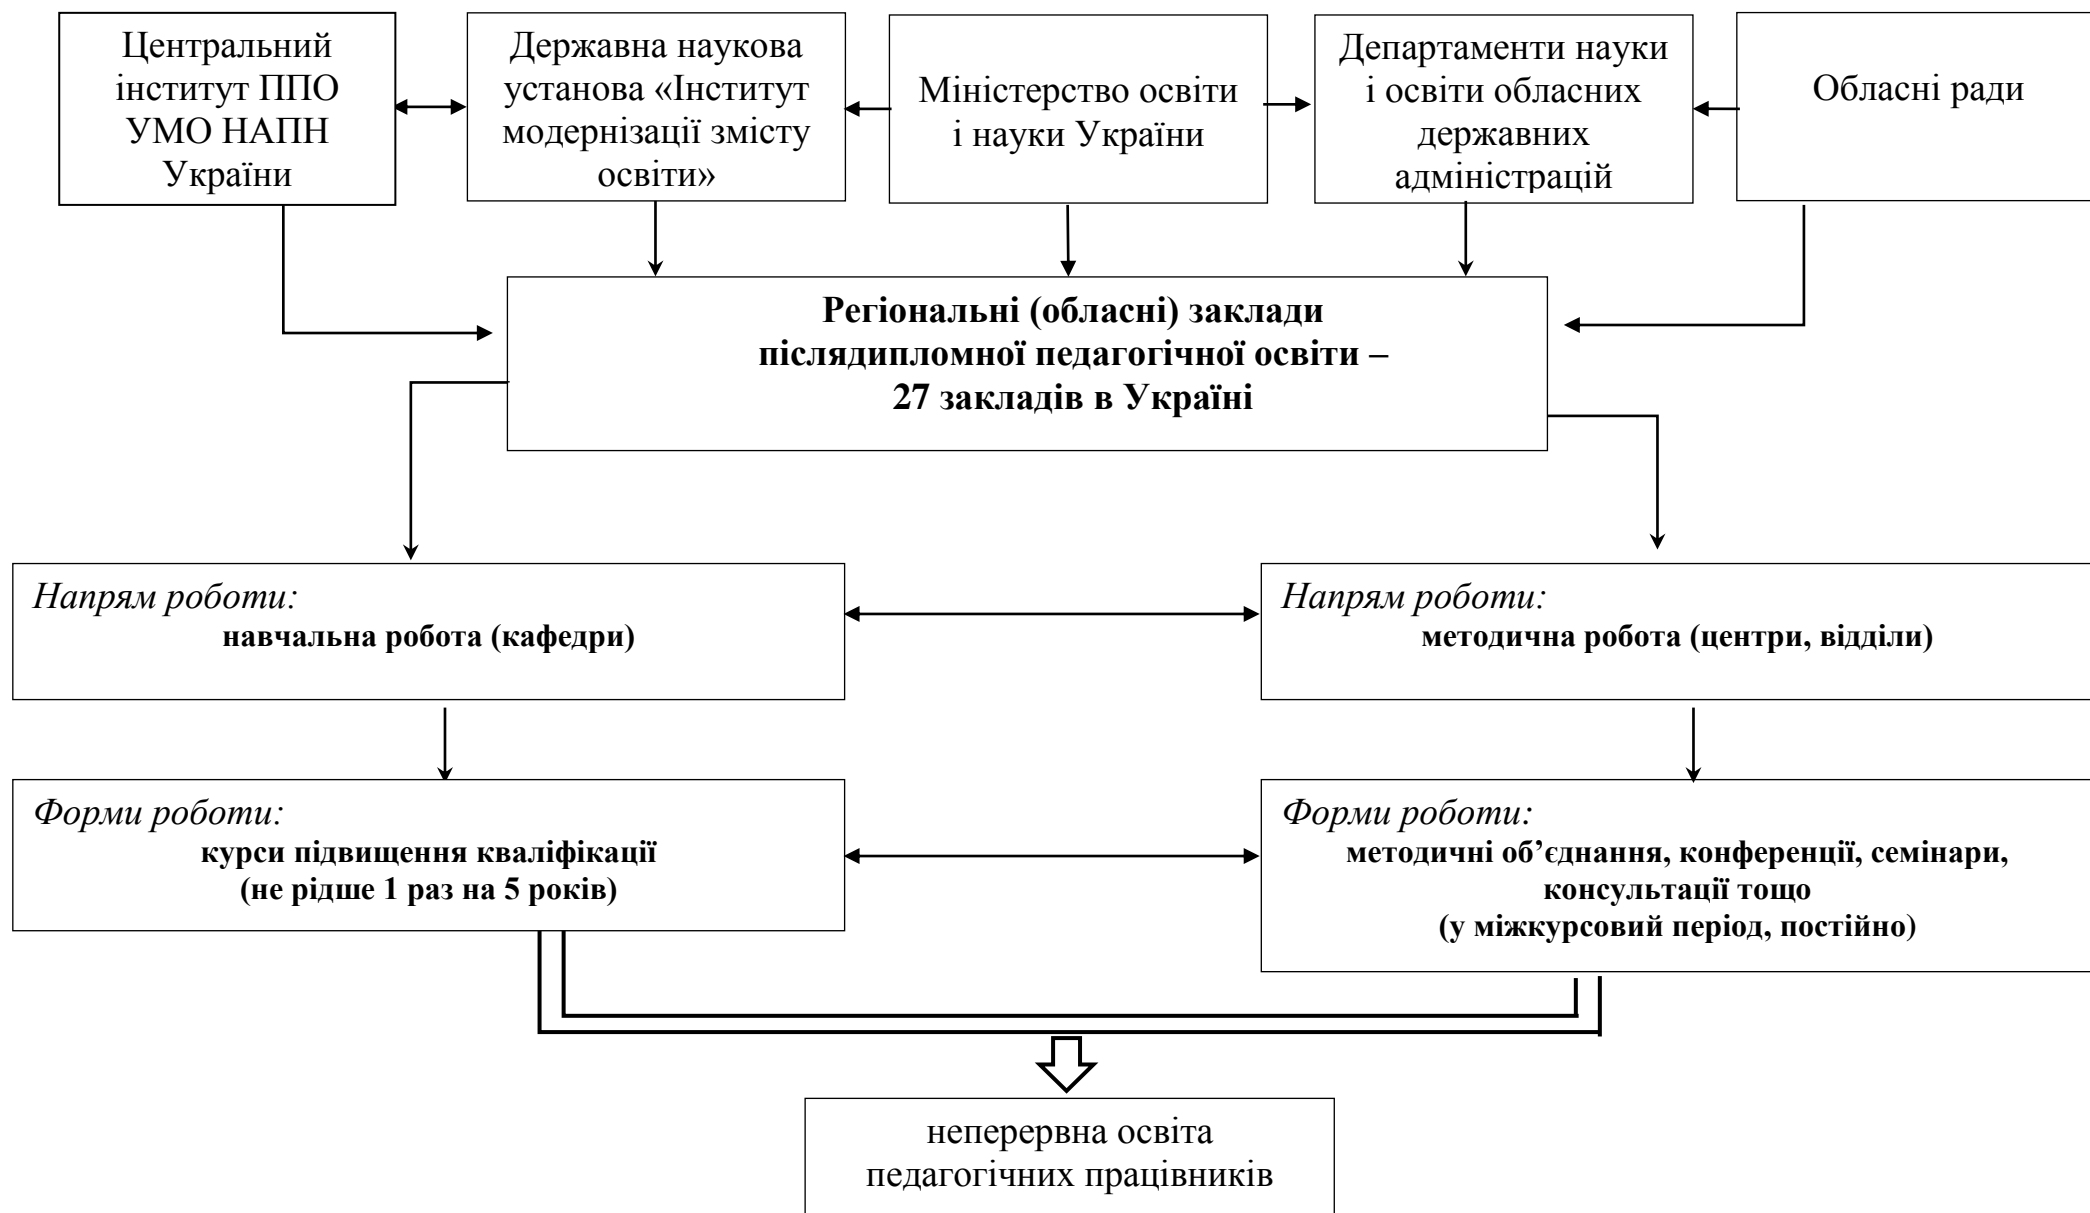 Центральний
інститут ППО
УМО НАПН
України
Державна наукова
установа «Інститут
модернізації змісту
освіти»
Міністерство освіти
і науки України
Департаменти науки
і освіти обласних
державних
адміністрацій
Обласні ради
Регіональні (обласні) заклади
післядипломної педагогічної освіти –
27 закладів в Україні
Напрям роботи:
навчальна робота (кафедри)
Напрям роботи:
методична робота (центри, відділи)
Форми роботи:
курси підвищення кваліфікації
(не рідше 1 раз на 5 років)
Форми роботи:
методичні об’єднання, конференції, семінари,
консультації тощо
(у міжкурсовий період, постійно)
неперервна освіта
педагогічних працівників